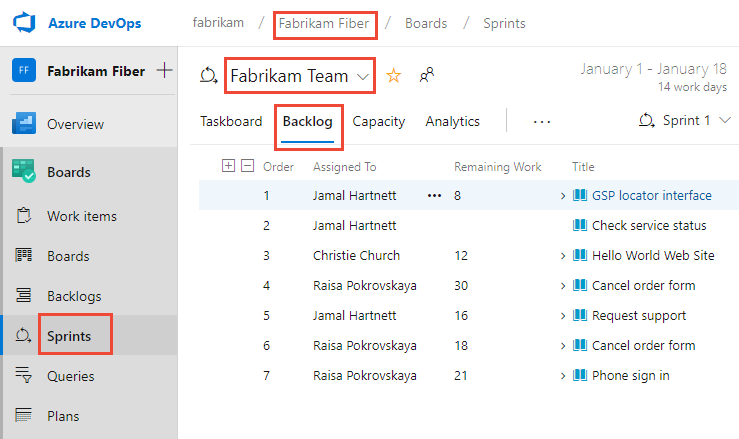 Azure DevOps fabrikam / Fabrikam Fiber / Boards / Sprints
FF Fabrikam Fiber +
Overview
Boards
Work items
Boards
Backlogs
Sprints
Queries
Plans
Fabrikam Team
January 1 - January 18
14 work days
Taskboard Backlog Capacity Analytics ... Sprint 1
Order Assigned To Remaining Work Title
1 Jamal Hartnett ... 8 > GSP locator interface
2 Jamal Hartnett Check service status
3 Christie Church 12 > Hello World Web Site
4 Raisa Pokrovskaya 30 > Cancel order form
5 Jamal Hartnett 16 > Request support
6 Raisa Pokrovskaya 18 > Cancel order form
7 Raisa Pokrovskaya 21 > Phone sign in